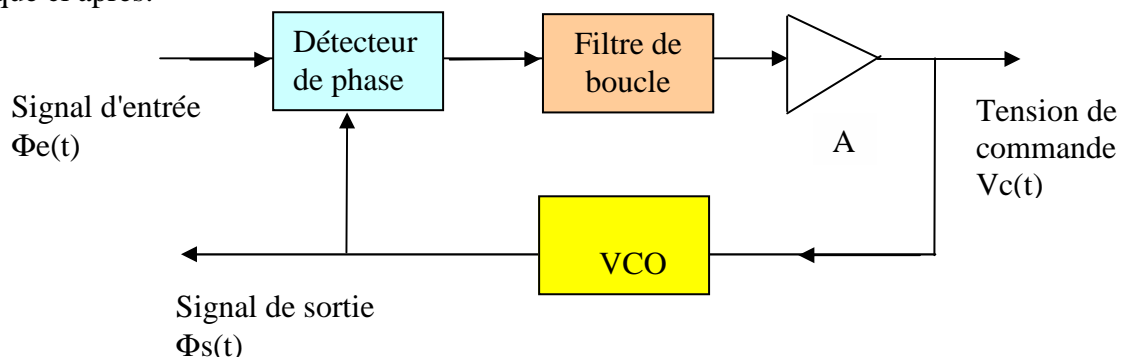 que ci après.
Détecteur
de phase
Filtre de
boucle
Signal d'entrée
Φe(t)
A
Tension de
commande
Vc(t)
VCO
Signal de sortie
Φs(t)